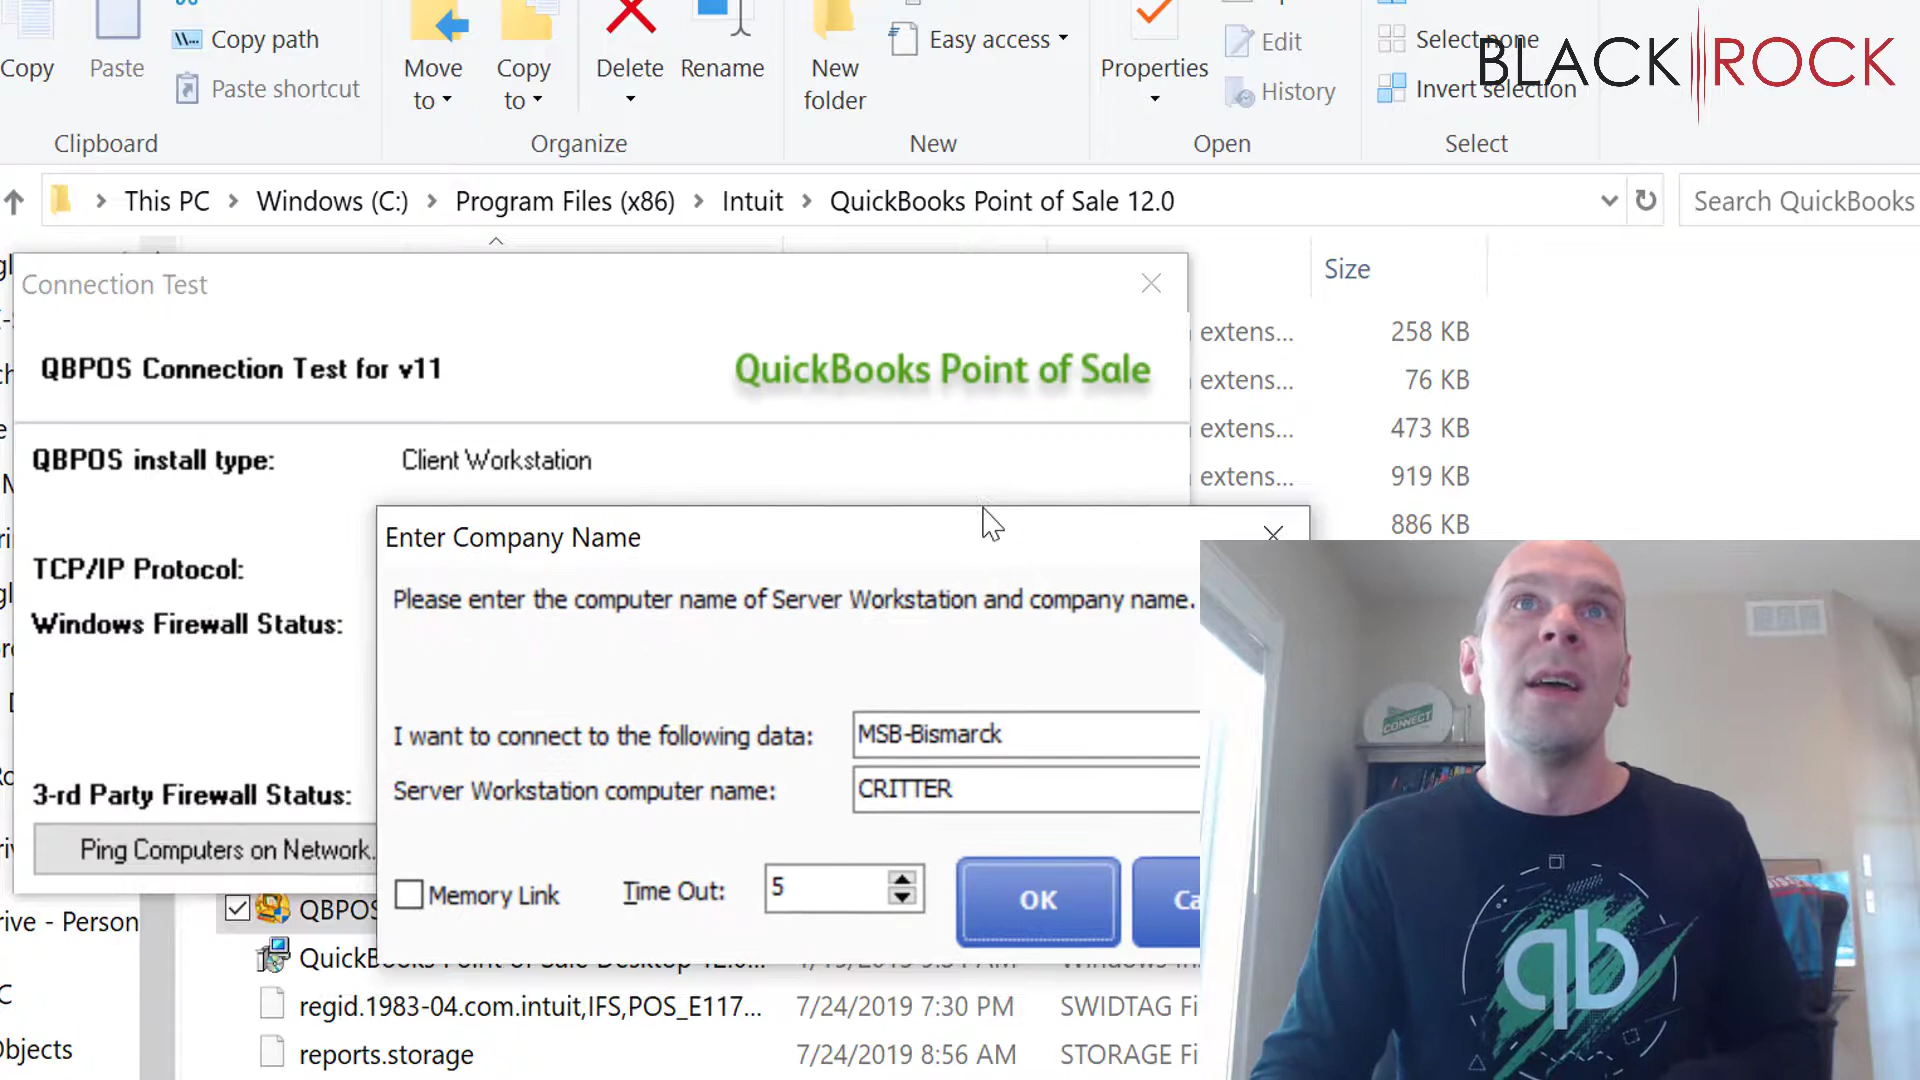 Copy
Paste
Copy path
Paste shortcut
Move to
Copy to
Delete
Rename
New folder
Easy access
Properties
Edit
History
Select none
Invert selection
BLACK ROCK
Clipboard
Organize
New
Open
Select
This PC > Windows (C:) > Program Files (x86) > Intuit > QuickBooks Point of Sale 12.0
Search QuickBooks
Size
Connection Test
extens... 258 KB
QBPOS Connection Test for v11
QuickBooks Point of Sale
extens... 76 KB
extens... 473 KB
QBPOS install type: Client Workstation
extens... 919 KB
886 KB
Enter Company Name
TCP/IP Protocol:
Please enter the computer name of Server Workstation and company name.
Windows Firewall Status:
I want to connect to the following data: MSB-Bismarck
CONNECT
3-rd Party Firewall Status:
Server Workstation computer name: CRITTER
Ping Computers on Network.
Memory Link
Time Out: 5
OK
Ca
QBPOS
rive - Person
regid.1983-04.com.intuit,IFS,POS_E117... 7/24/2019 7:30 PM SWIDTAG Fi
Objects
reports.storage 7/24/2019 8:56 AM STORAGE Fi
qb